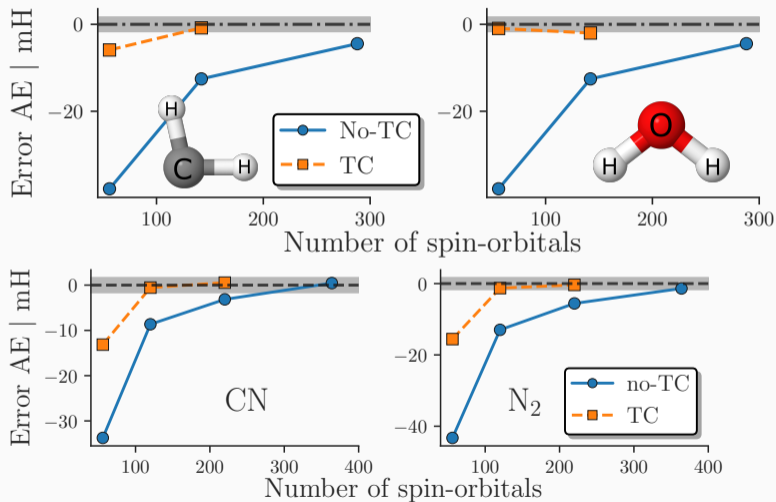 Error AE | mH
0
−20
100
200
300
H
C
H
No-TC
TC
0
−20
100
200
300
O
H
H
Number of spin-orbitals
Error AE | mH
0
−10
−20
−30
100
200
300
400
CN
0
−20
−40
100
200
300
400
N₂
no-TC
TC
Number of spin-orbitals